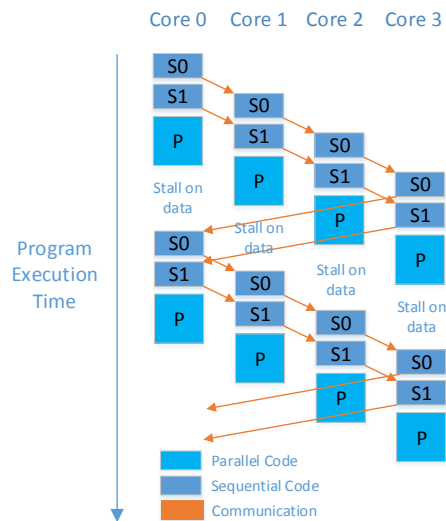 Core 0 Core 1 Core 2 Core 3
S0
S1
S0
P
S1
S0
P
S1
S0
Stall on
data
P
S1
Stall on
data
S0
P
Program
Execution
Time
S1
S0
Stall on
data
P
S1
S0
Stall on
data
P
S1
S0
P
S1
P
Parallel Code
Sequential Code
Communication